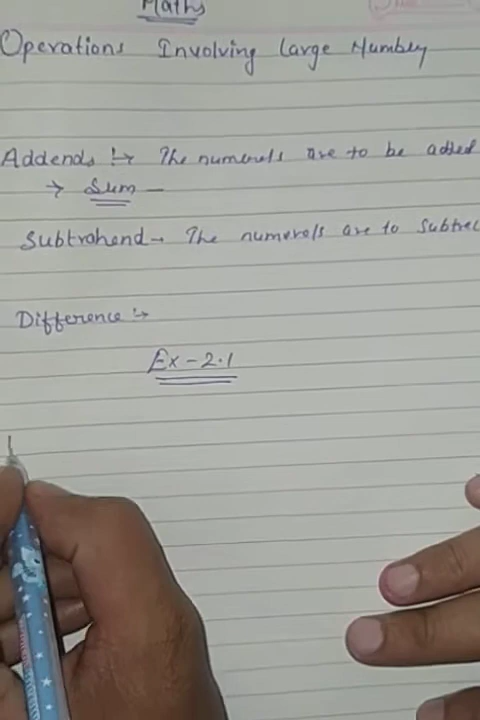 Maths
Operations Involving Large Number
Addends :→ The numerals are to be added
→ Sum —
Subtrahend → The numerals are to Subtrac
Difference :→
Ex - 2.1